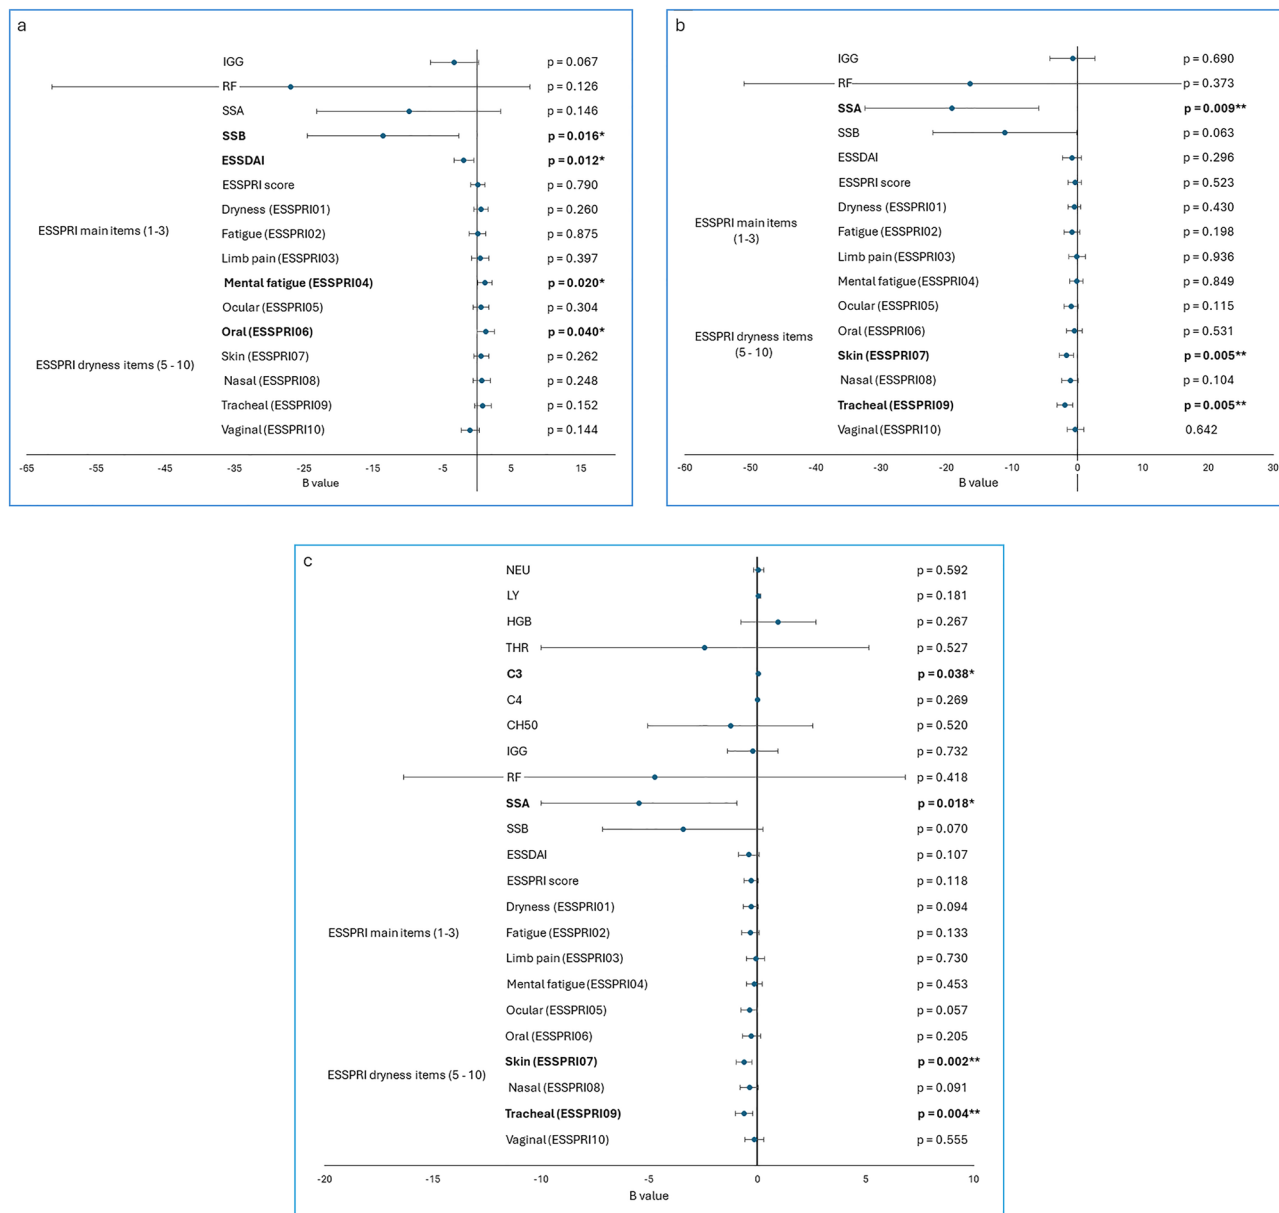 a
IGG p = 0.067
RF p = 0.126
SSA p = 0.146
SSB p = 0.016*
ESSDAI p = 0.012*
ESSPRI score p = 0.790
Dryness (ESSPRI01) p = 0.260
ESSPRI main items (1-3)
Fatigue (ESSPRI02) p = 0.875
Limb pain (ESSPRI03) p = 0.397
Mental fatigue (ESSPRI04) p = 0.020*
Ocular (ESSPRI05) p = 0.304
Oral (ESSPRI06) p = 0.040*
Skin (ESSPRI07) p = 0.262
ESSPRI dryness items (5 - 10)
Nasal (ESSPRI08) p = 0.248
Tracheal (ESSPRI09) p = 0.152
Vaginal (ESSPRI10) p = 0.144
-65 -55 -45 -35 -25 -15 -5 5 15
B value
b
IGG p = 0.690
RF p = 0.373
SSA p = 0.009**
SSB p = 0.063
ESSDAI p = 0.296
ESSPRI score p = 0.523
Dryness (ESSPRI01) p = 0.430
ESSPRI main items
(1-3)
Fatigue (ESSPRI02) p = 0.198
Limb pain (ESSPRI03) p = 0.936
Mental fatigue (ESSPRI04) p = 0.849
Ocular (ESSPRI05) p = 0.115
Oral (ESSPRI06) p = 0.531
ESSPRI dryness items
(5 - 10)
Skin (ESSPRI07) p = 0.005**
Nasal (ESSPRI08) p = 0.104
Tracheal (ESSPRI09) p = 0.005**
Vaginal (ESSPRI10) 0.642
-60 -50 -40 -30 -20 -10 0 10 20 30
B value
c
NEU p = 0.592
LY p = 0.181
HGB p = 0.267
THR p = 0.527
C3 p = 0.038*
C4 p = 0.269
CH50 p = 0.520
IGG p = 0.732
RF p = 0.418
SSA p = 0.018*
SSB p = 0.070
ESSDAI p = 0.107
ESSPRI score p = 0.118
Dryness (ESSPRI01) p = 0.094
ESSPRI main items (1-3) Fatigue (ESSPRI02) p = 0.133
Limb pain (ESSPRI03) p = 0.730
Mental fatigue (ESSPRI04) p = 0.453
Ocular (ESSPRI05) p = 0.057
Oral (ESSPRI06) p = 0.205
Skin (ESSPRI07) p = 0.002**
ESSPRI dryness items (5 - 10)
Nasal (ESSPRI08) p = 0.091
Tracheal (ESSPRI09) p = 0.004**
Vaginal (ESSPRI10) p = 0.555
-20 -15 -10 -5 0 5 10
B value